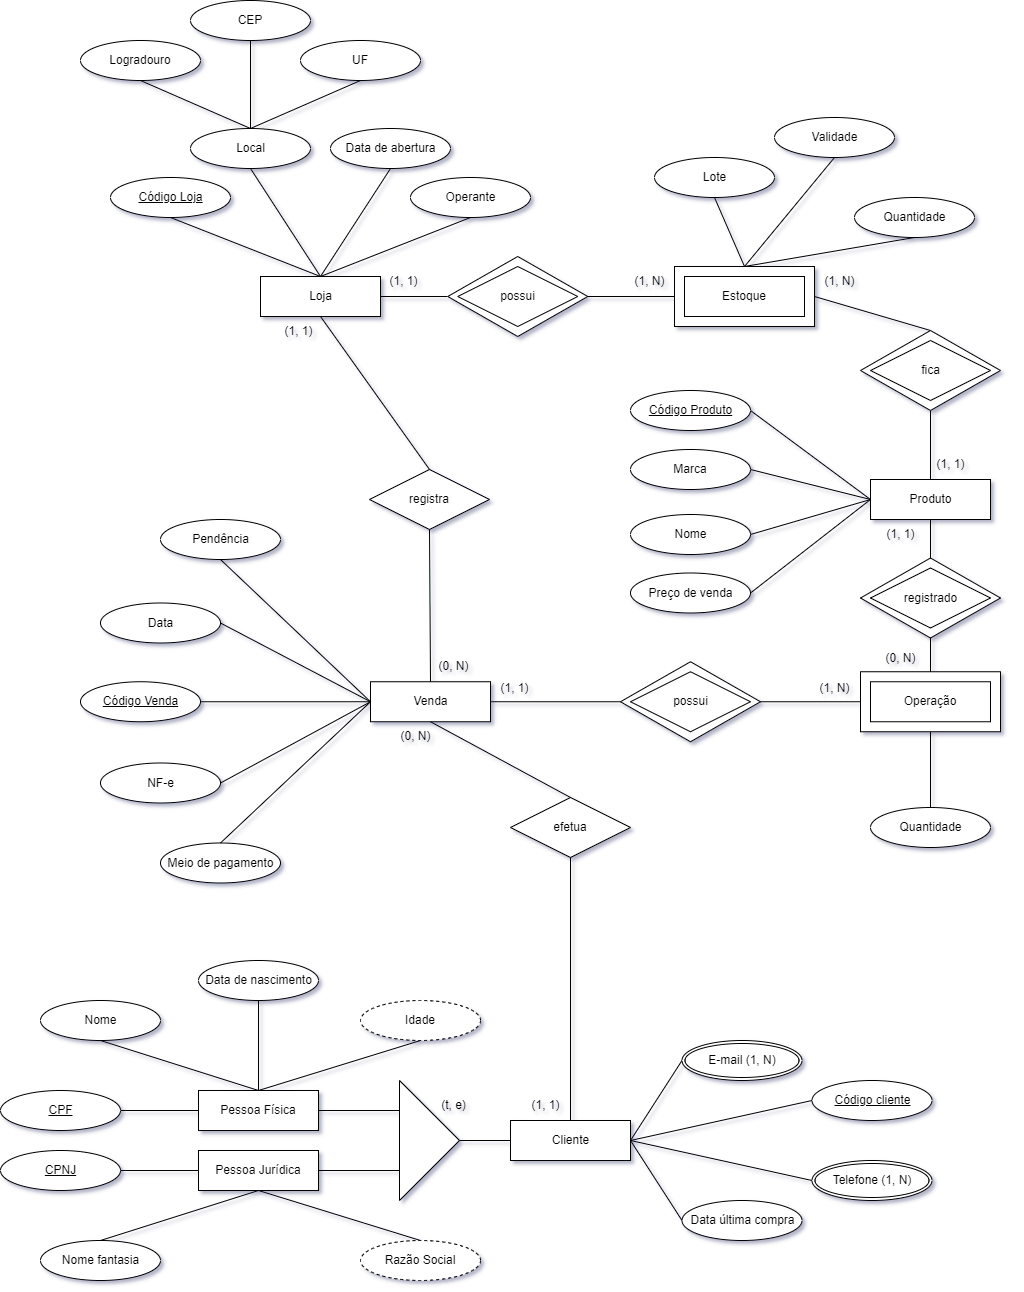 CEP
Logradouro
UF
Local
Data de abertura
Código Loja
Operante
Validade
Lote
Quantidade
Loja
(1, 1)
possui
(1, N)
Estoque
(1, N)
(1, 1)
fica
(1, 1)
Código Produto
Marca
Produto
Nome
(1, 1)
Preço de venda
registrado
(0, N)
registra
Pendência
Data
(0, N)
Código Venda
Venda
(1, 1)
possui
(1, N)
Operação
(0, N)
NF-e
Meio de pagamento
efetua
Quantidade
Data de nascimento
Nome
Idade
CPF
Pessoa Física
(t, e)
(1, 1)
E-mail (1, N)
Código cliente
Cliente
CPNJ
Pessoa Jurídica
Telefone (1, N)
Data última compra
Nome fantasia
Razão Social